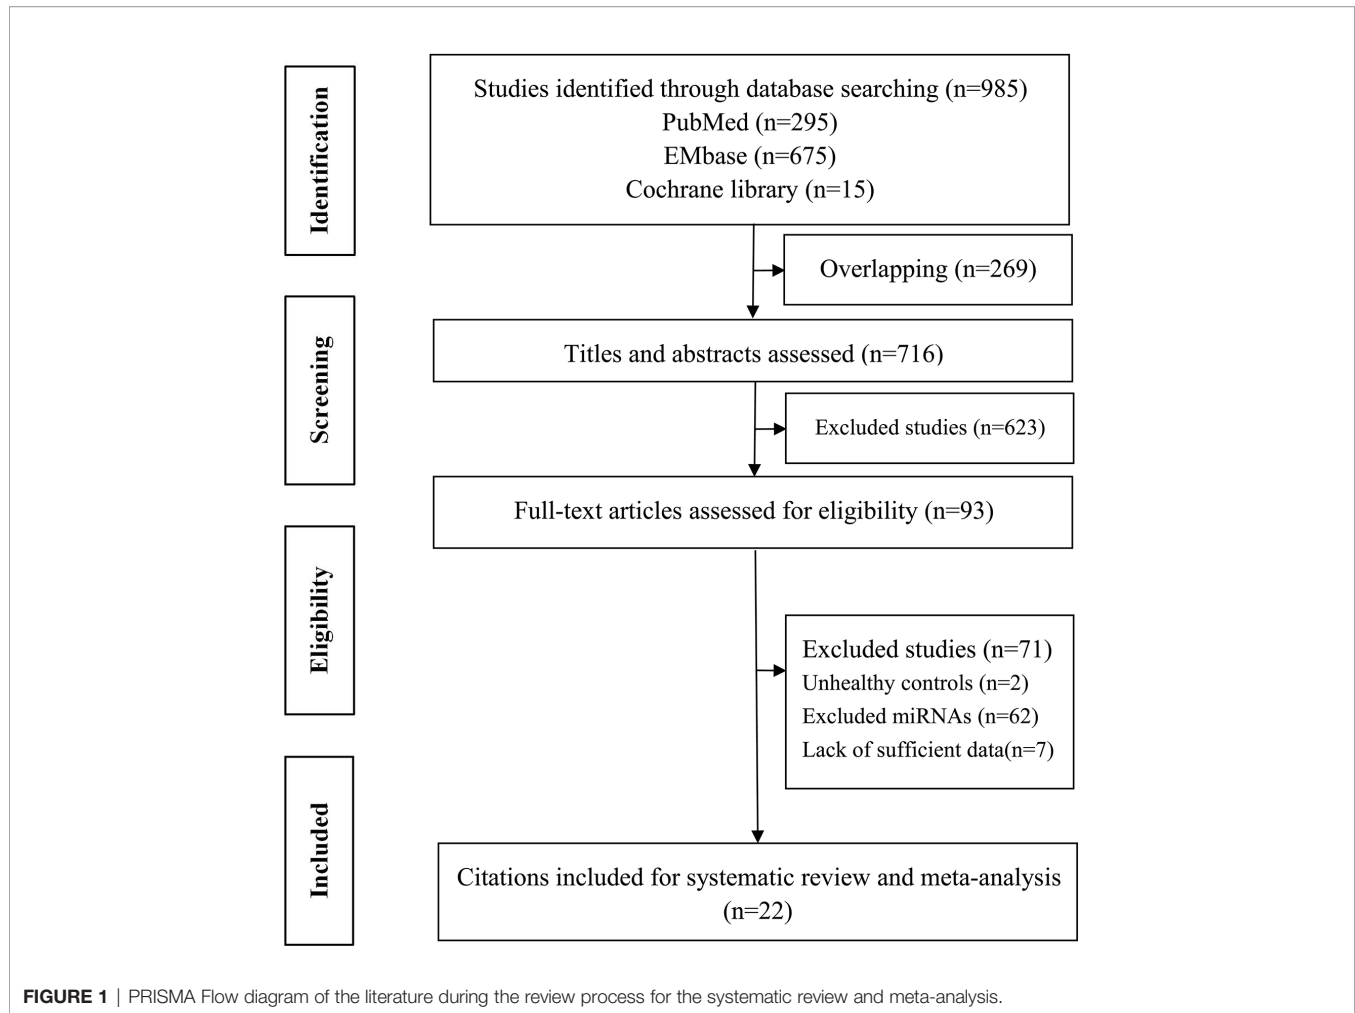 Identification
Studies identified through database searching (n=985)
PubMed (n=295)
EMbase (n=675)
Cochrane library (n=15)
Overlapping (n=269)
Screening
Titles and abstracts assessed (n=716)
Excluded studies (n=623)
Full-text articles assessed for eligibility (n=93)
Eligibility
Excluded studies (n=71)
Unhealthy controls (n=2)
Excluded miRNAs (n=62)
Lack of sufficient data(n=7)
Included
Citations included for systematic review and meta-analysis
(n=22)
FIGURE 1 | PRISMA Flow diagram of the literature during the review process for the systematic review and meta-analysis.